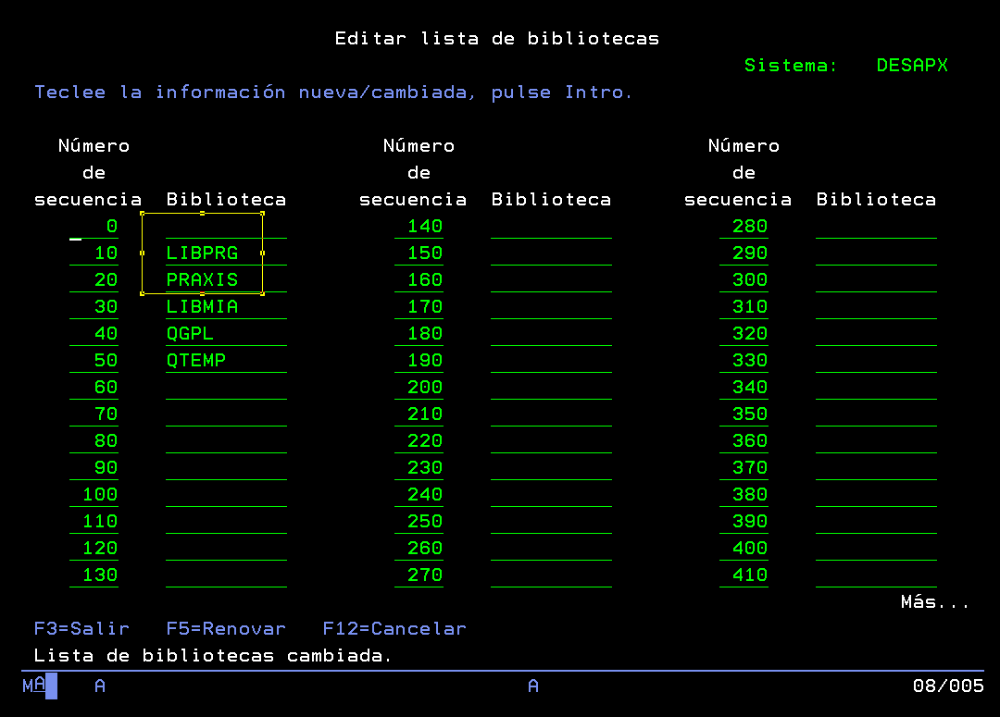 Editar lista de bibliotecas
Sistema: DESAPX
Teclee la información nueva/cambiada, pulse Intro.
Número Número Número
de de de
secuencia Biblioteca secuencia Biblioteca secuencia Biblioteca
0 140 280
10 LIBPRG 150 290
20 PRAXIS 160 300
30 LIBMIA 170 310
40 QGPL 180 320
50 QTEMP 190 330
60 200 340
70 210 350
80 220 360
90 230 370
100 240 380
110 250 390
120 260 400
130 270 410
Más...
F3=Salir F5=Renovar F12=Cancelar
Lista de bibliotecas cambiada.
MA A A 08/005